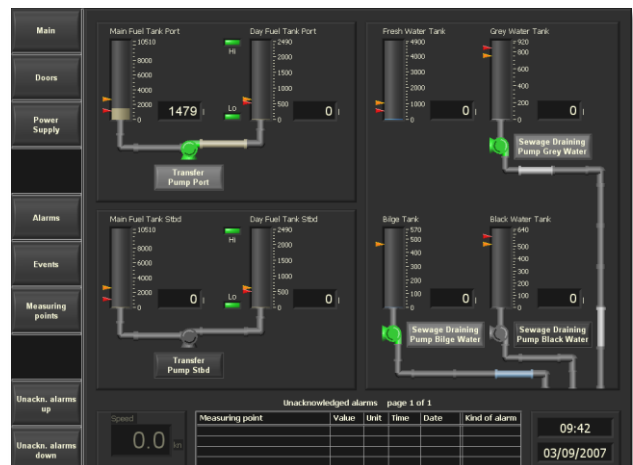 Main
Doors
Power
Supply
Alarms
Events
Measuring
points
Unackn. alarms
up
Unackn. alarms
down
Main Fuel Tank Port
10510
8000
6000
4000
2000
0
1479 l
Hi
Lo
Day Fuel Tank Port
2490
2000
1500
1000
500
0
0 l
Transfer
Pump Port
Fresh Water Tank
4900
4000
3000
2000
1000
0
0 l
Grey Water Tank
920
800
600
400
200
0
0 l
Sewage Draining
Pump Grey Water
Main Fuel Tank Stbd
10510
8000
6000
4000
2000
0
0 l
Hi
Lo
Day Fuel Tank Stbd
2490
2000
1500
1000
500
0
0 l
Transfer
Pump Stbd
Bilge Tank
570
500
400
300
200
100
0
0 l
Sewage Draining
Pump Bilge Water
Black Water Tank
640
500
400
300
200
100
0
0 l
Sewage Draining
Pump Black Water
Unacknowledged alarms page 1 of 1
Speed
0.0 kn
Measuring point Value Unit Time Date Kind of alarm
09:42
03/09/2007